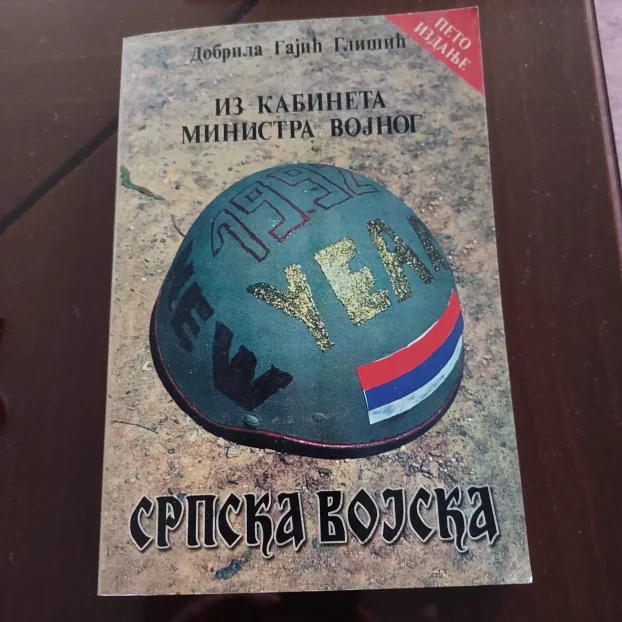 Добрила Гајић Глишић
ПЕТО
ИЗДАЊЕ
ИЗ КАБИНЕТА
МИНИСТРА ВОЈНОГ
1992
NEW YEAR
СРПСКА ВОЈСКА